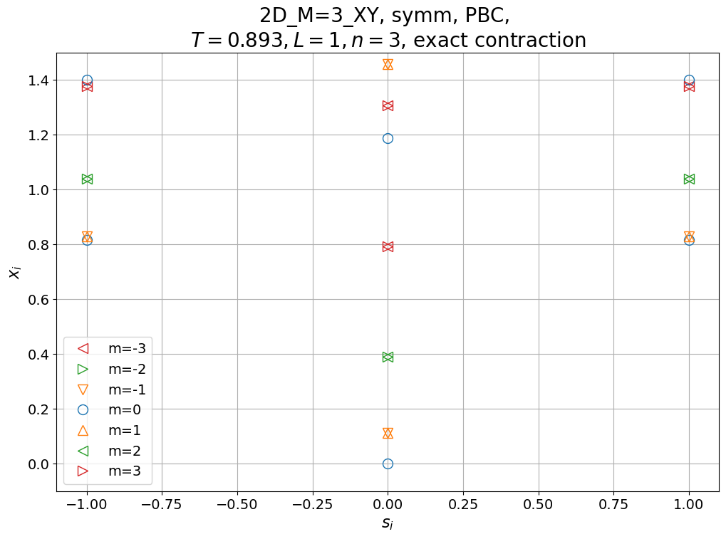 2D_M=3_XY, symm, PBC,
T = 0.893, L = 1, n = 3, exact contraction
1.4
1.2
1.0
0.8
0.6
0.4
0.2
0.0
x_i
m=-3
m=-2
m=-1
m=0
m=1
m=2
m=3
−1.00 −0.75 −0.50 −0.25 0.00 0.25 0.50 0.75 1.00
s_i